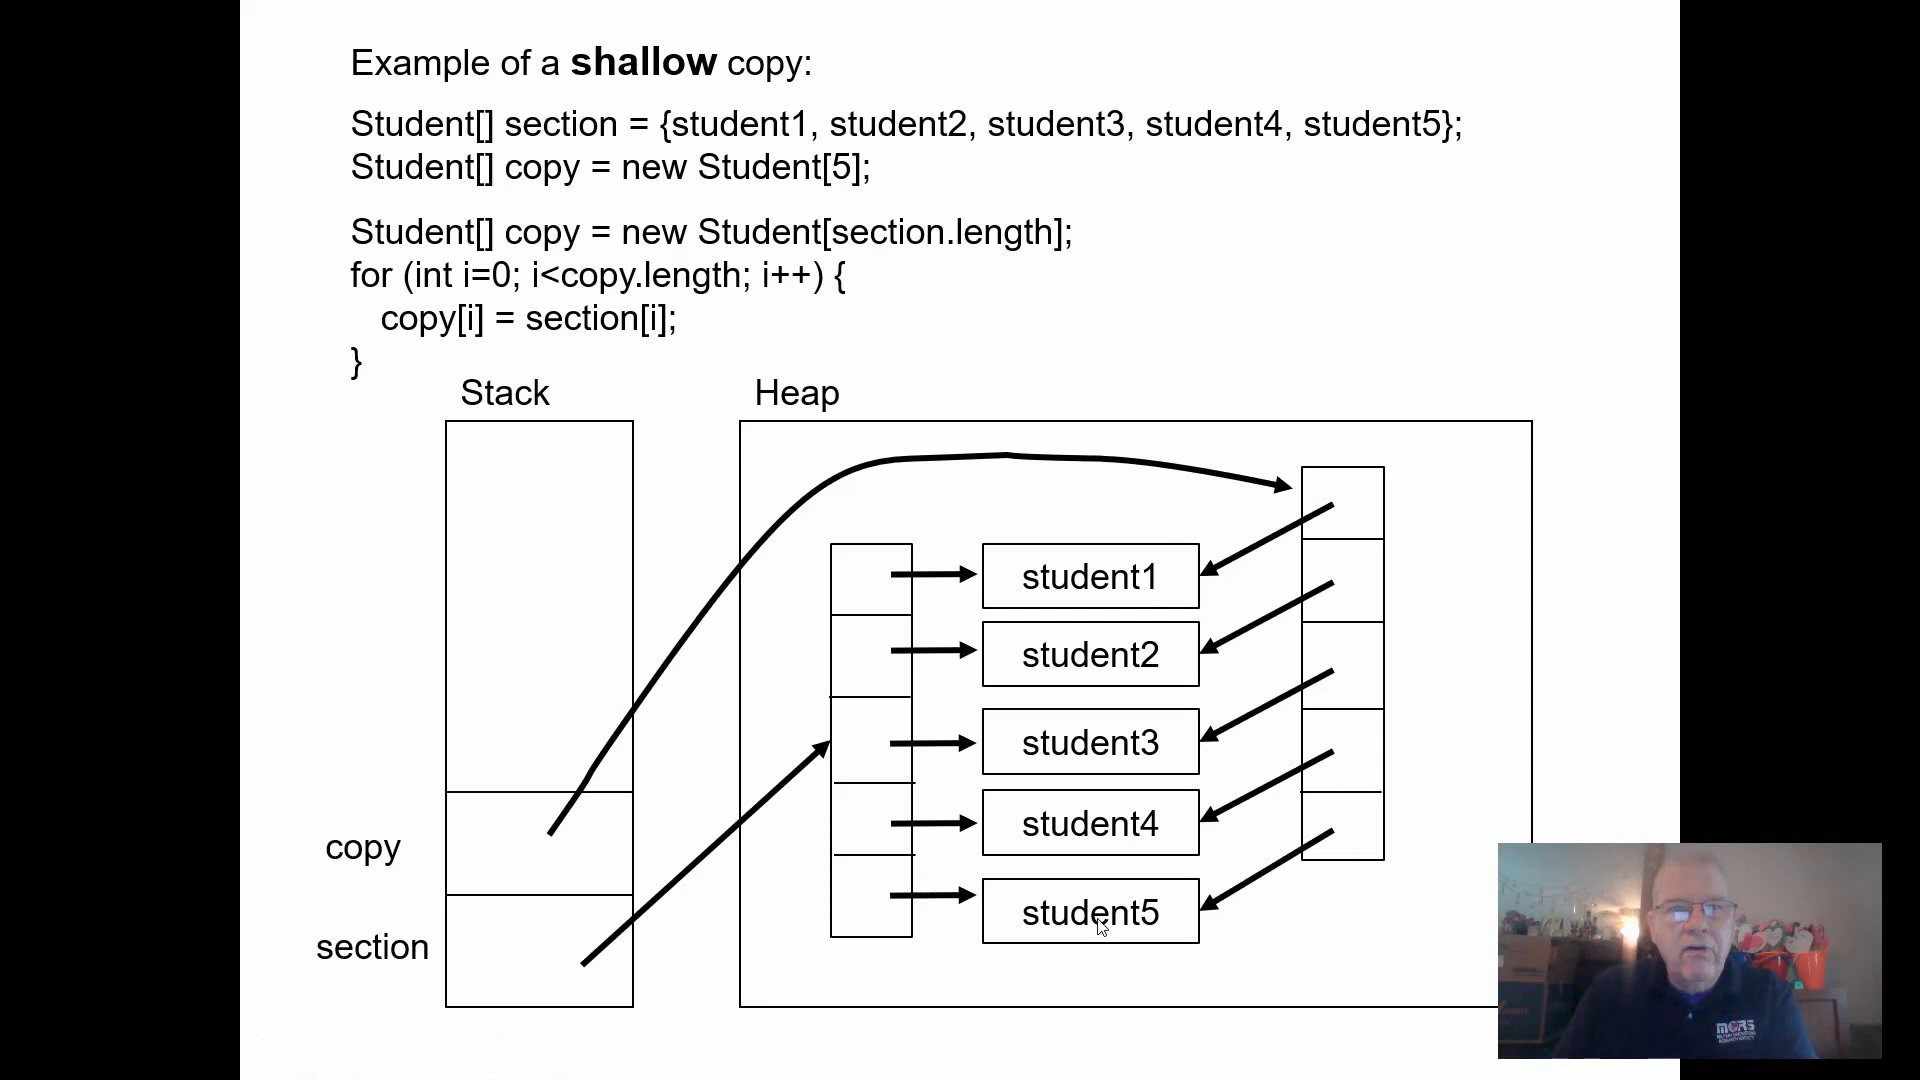 Example of a shallow copy:
Student[] section = {student1, student2, student3, student4, student5};
Student[] copy = new Student[5];
Student[] copy = new Student[section.length];
for (int i=0; i<copy.length; i++) {
copy[i] = section[i];
}
Stack
Heap
student1
student2
student3
student4
student5
copy
section
MORS